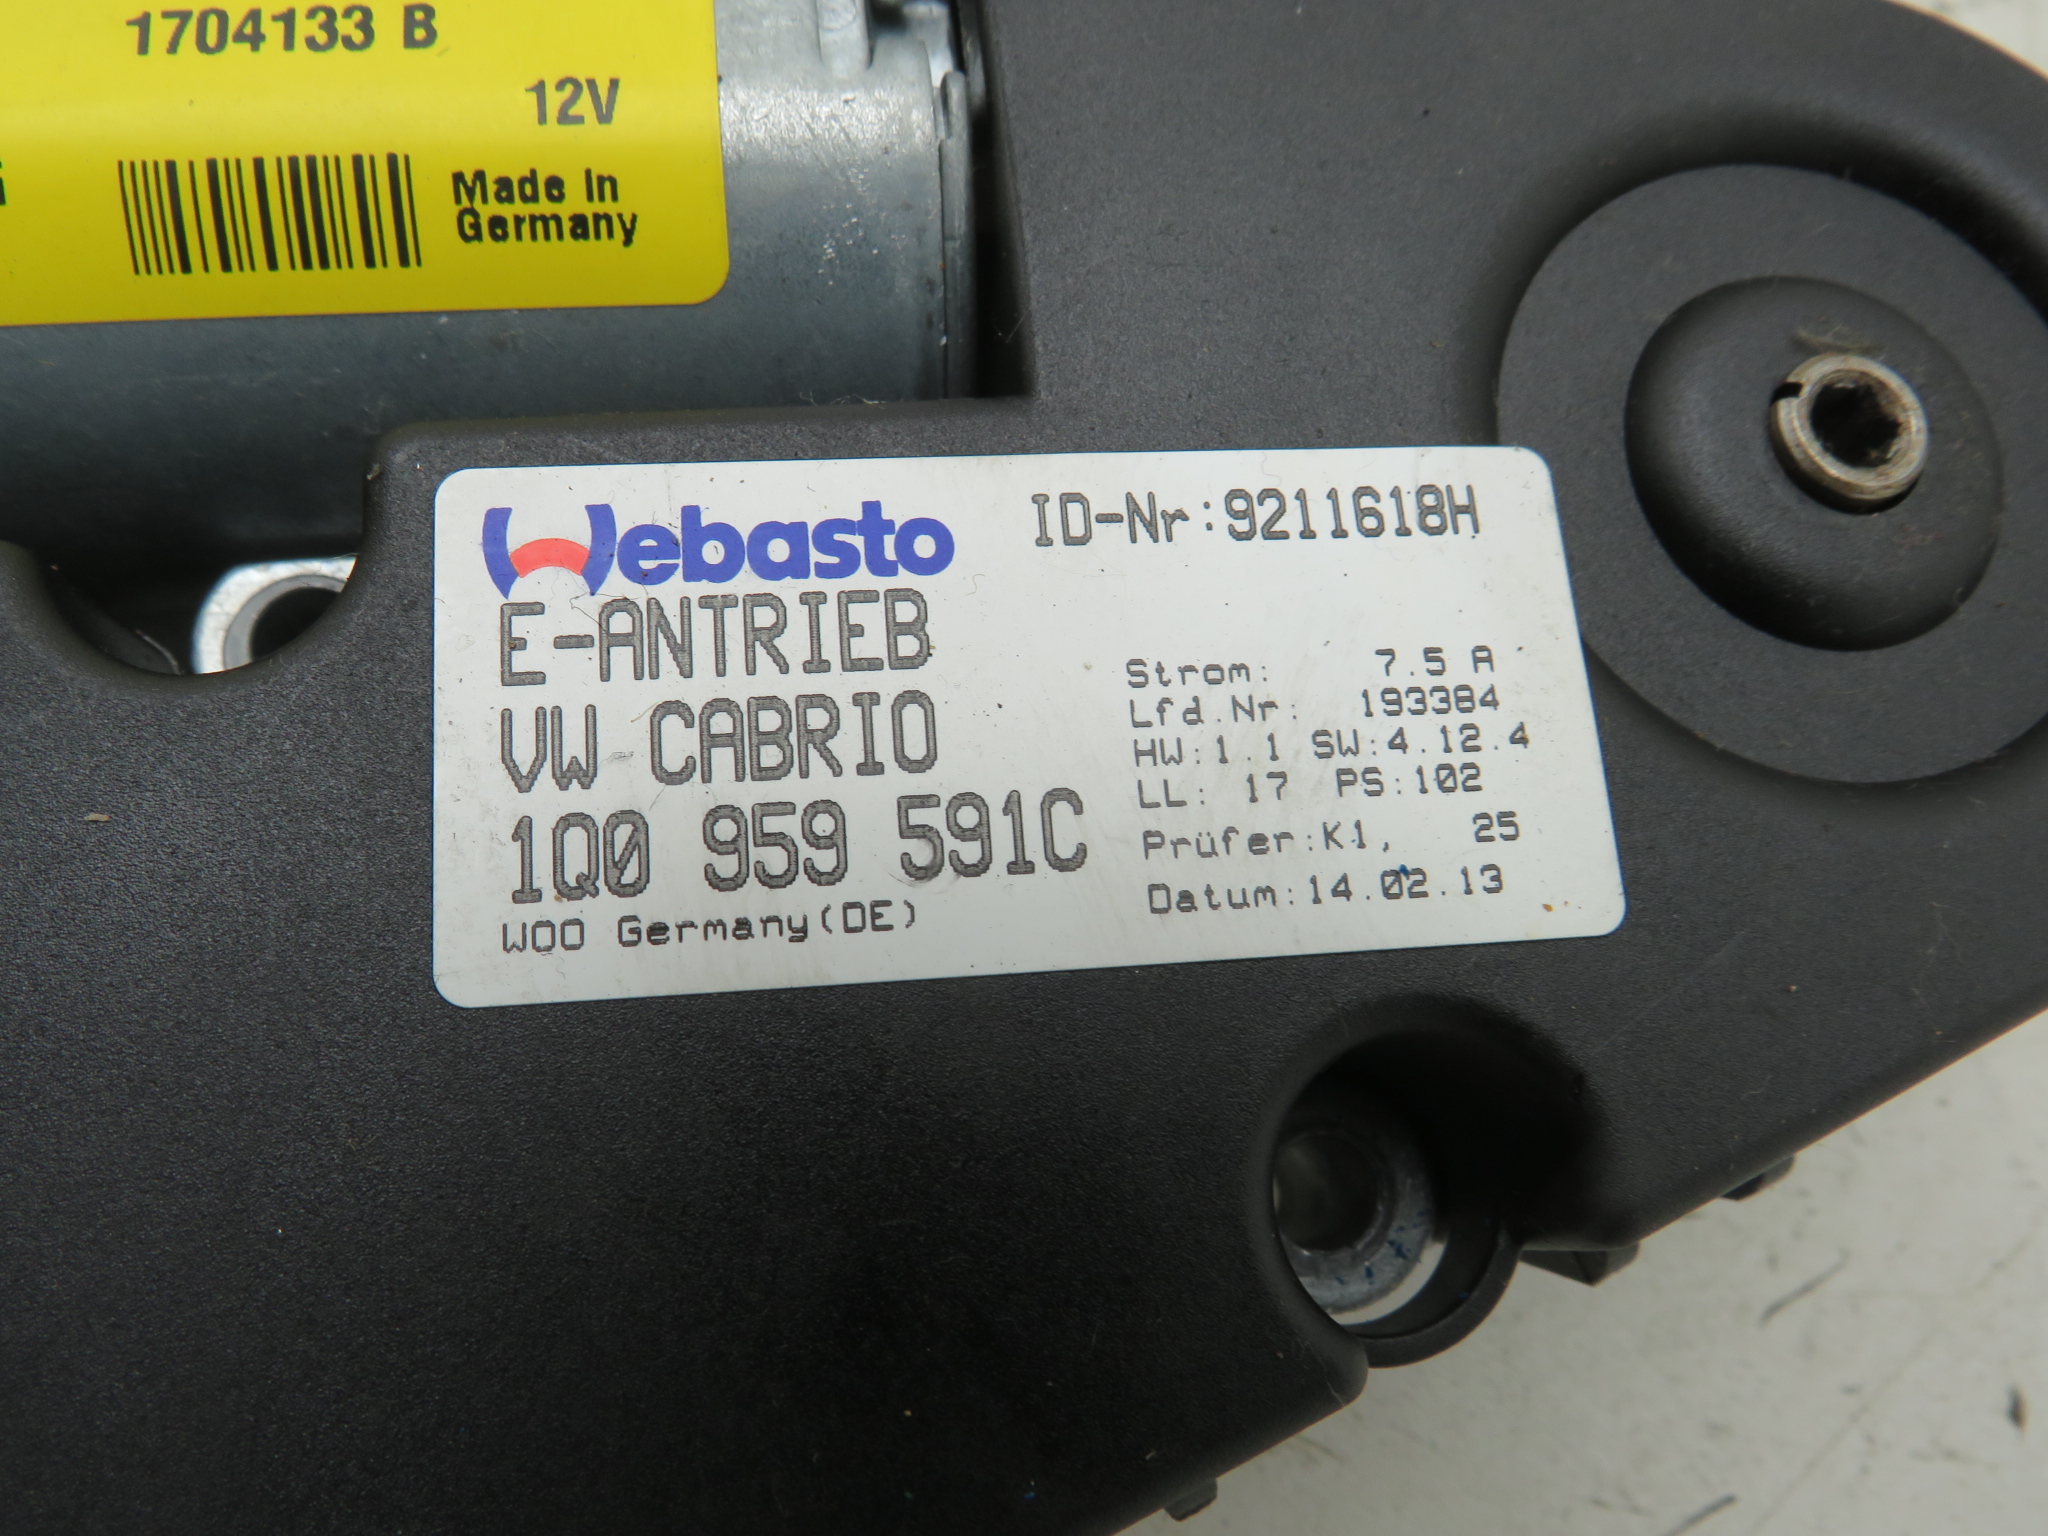 1704133 B
12V
Made in
Germany
Webasto
ID-Nr:9211618H
E-ANTRIEB
VW CABRIO
1Q0 959 591C
WOO Germany(DE)
Strom: 7.5 A
Lfd.Nr: 193384
HW:1.1 SW:4.12.4
LL: 17 PS:102
Prüfer:K1, 25
Datum:14.02.13